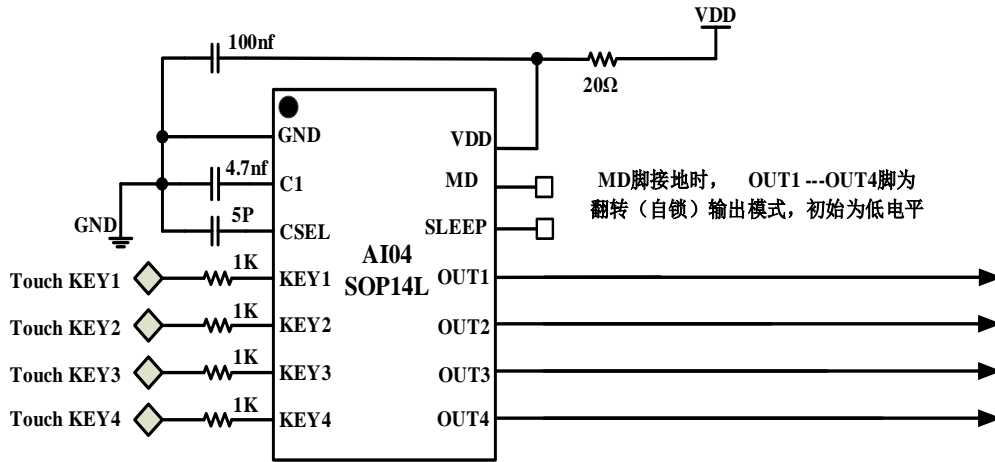 VDD
100nf
20Ω
GND
VDD
4.7nf
C1
MD
MD脚接地时， OUT1 ---OUT4脚为
翻转（自锁）输出模式，初始为低电平
5P
GND
CSEL
SLEEP
AI04
SOP14L
Touch KEY1
1K
KEY1
OUT1
Touch KEY2
1K
KEY2
OUT2
Touch KEY3
1K
KEY3
OUT3
Touch KEY4
1K
KEY4
OUT4